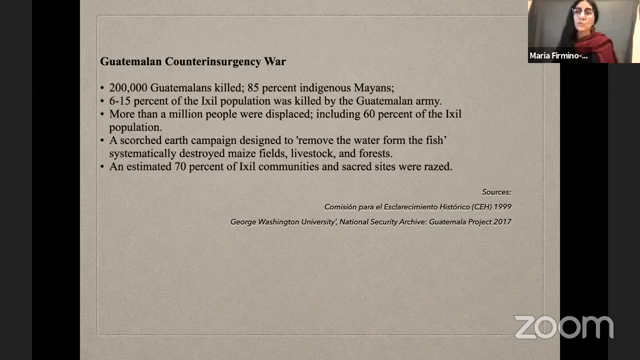 Maria Firmino-...
Guatemalan Counterinsurgency War
• 200,000 Guatemalans killed; 85 percent indigenous Mayans;
• 6-15 percent of the Ixil population was killed by the Guatemalan army.
• More than a million people were displaced; including 60 percent of the Ixil
population.
• A scorched earth campaign designed to 'remove the water form the fish'
systematically destroyed maize fields, livestock, and forests.
• An estimated 70 percent of Ixil communities and sacred sites were razed.
Sources:
Comisión para el Esclarecimiento Histórico (CEH) 1999
George Washington University', National Security Archive: Guatemala Project 2017
zoom